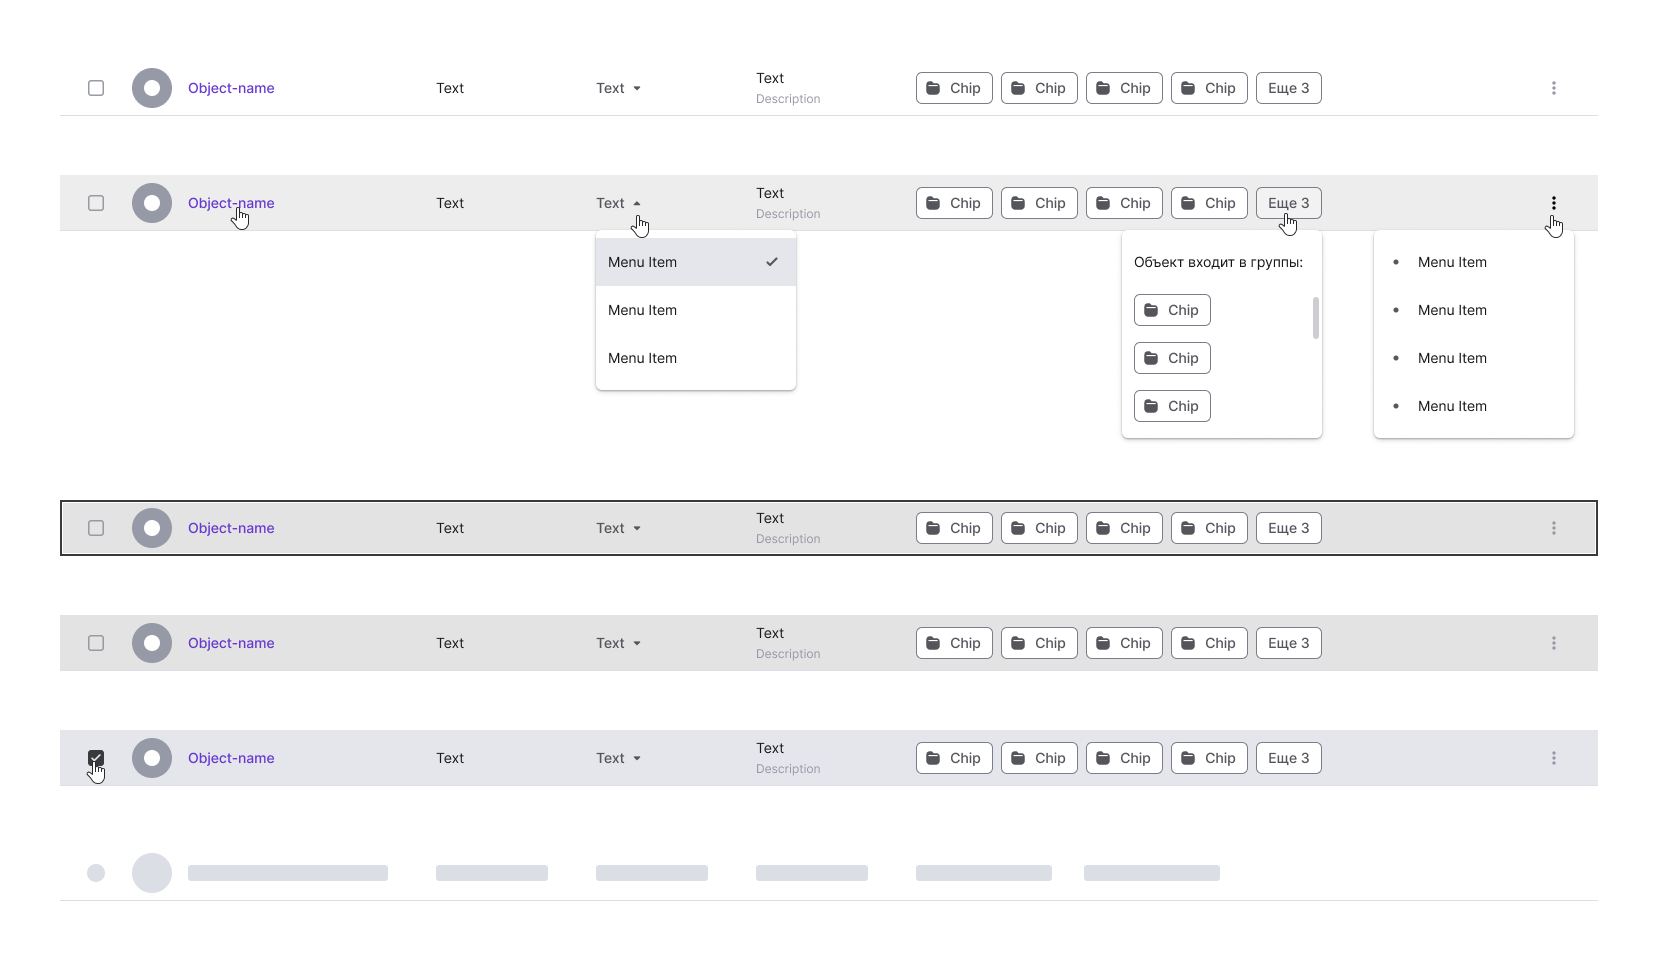 Object-name Text Text Text Chip Chip Chip Chip Еще 3
Description
Object-name Text Text Text Chip Chip Chip Chip Еще 3
Description
Menu Item
Menu Item
Menu Item
Объект входит в группы:
Chip
Chip
Chip
Menu Item
Menu Item
Menu Item
Menu Item
Object-name Text Text Text Chip Chip Chip Chip Еще 3
Description
Object-name Text Text Text Chip Chip Chip Chip Еще 3
Description
Object-name Text Text Text Chip Chip Chip Chip Еще 3
Description